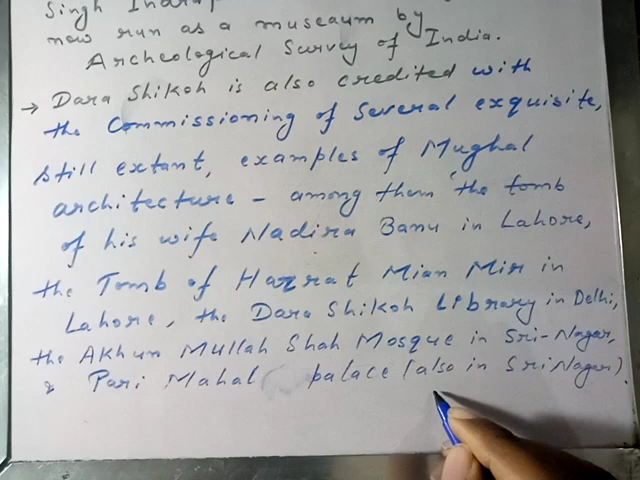 Singh
now run as a museaum by
Archeological Survey of India.
→ Dara Shikoh is also credited with
the Commissioning of Several exquisite,
still extant, examples of Mughal
architecture - among them the tomb
of his wife Nadira Banu in Lahore,
the Tomb of Hazrat Mian Mir in
Lahore, the Dara Shikoh Library in Delhi,
the Akhun Mullah Shah Mosque in Sri-Nagar,
& Pari Mahal palace (also in Sri Nagar).